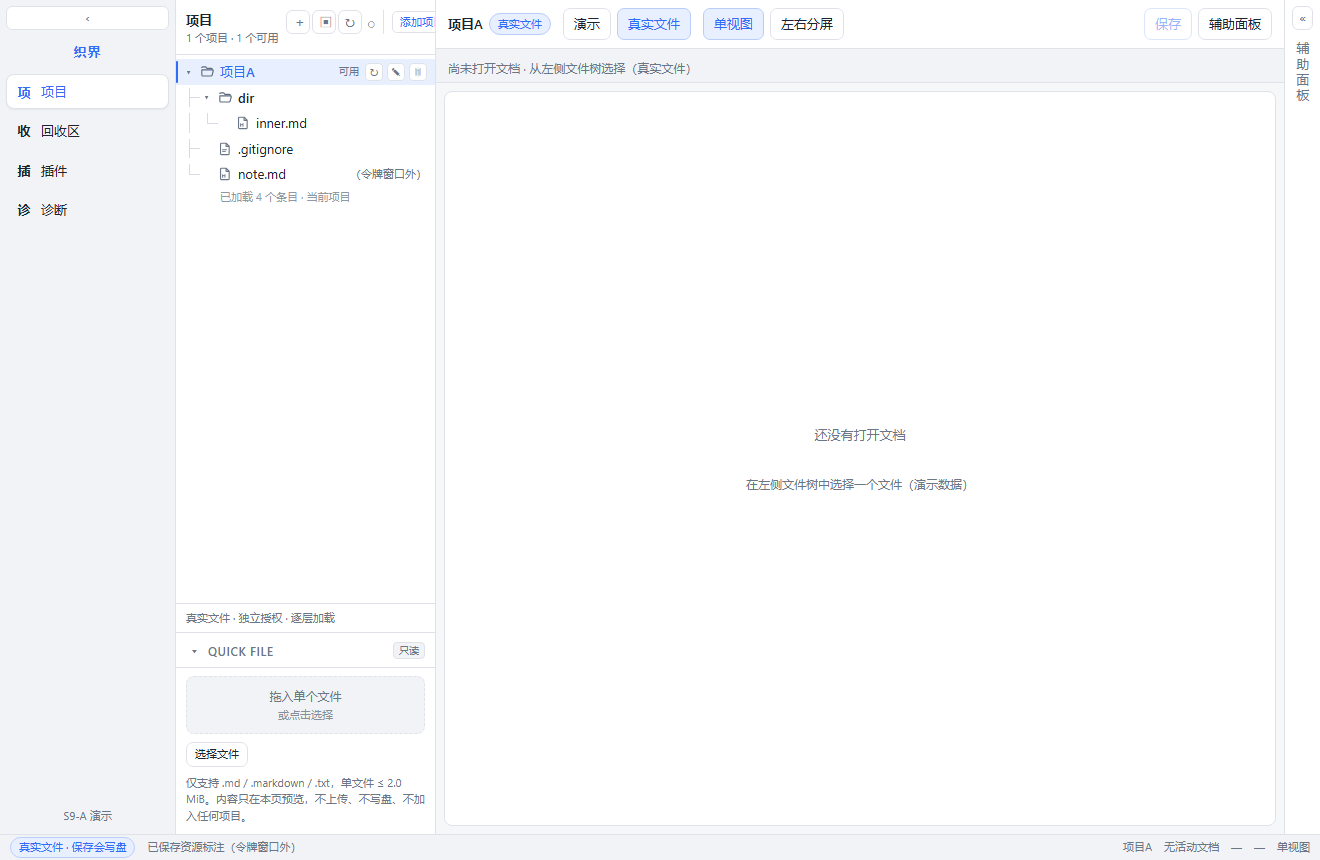 ‹
织界
项 项目
收 回收区
插 插件
诊 诊断
S9-A 演示
项目
1 个项目 · 1 个可用
+ ↻ ○ 添加项
项目A 可用 ↻
dir
inner.md
.gitignore
note.md (令牌窗口外)
已加载 4 个条目 · 当前项目
真实文件 · 独立授权 · 逐层加载
QUICK FILE 只读
拖入单个文件
或点击选择
选择文件
仅支持 .md / .markdown / .txt，单文件 ≤ 2.0
MiB。内容只在本页预览，不上传、不写盘、不加
入任何项目。
项目A 真实文件 演示 真实文件 单视图 左右分屏 保存 辅助面板
尚未打开文档 · 从左侧文件树选择（真实文件）
还没有打开文档
在左侧文件树中选择一个文件（演示数据）
«
辅助面板
真实文件 · 保存会写盘 已保存资源标注（令牌窗口外） 项目A 无活动文档 — — 单视图